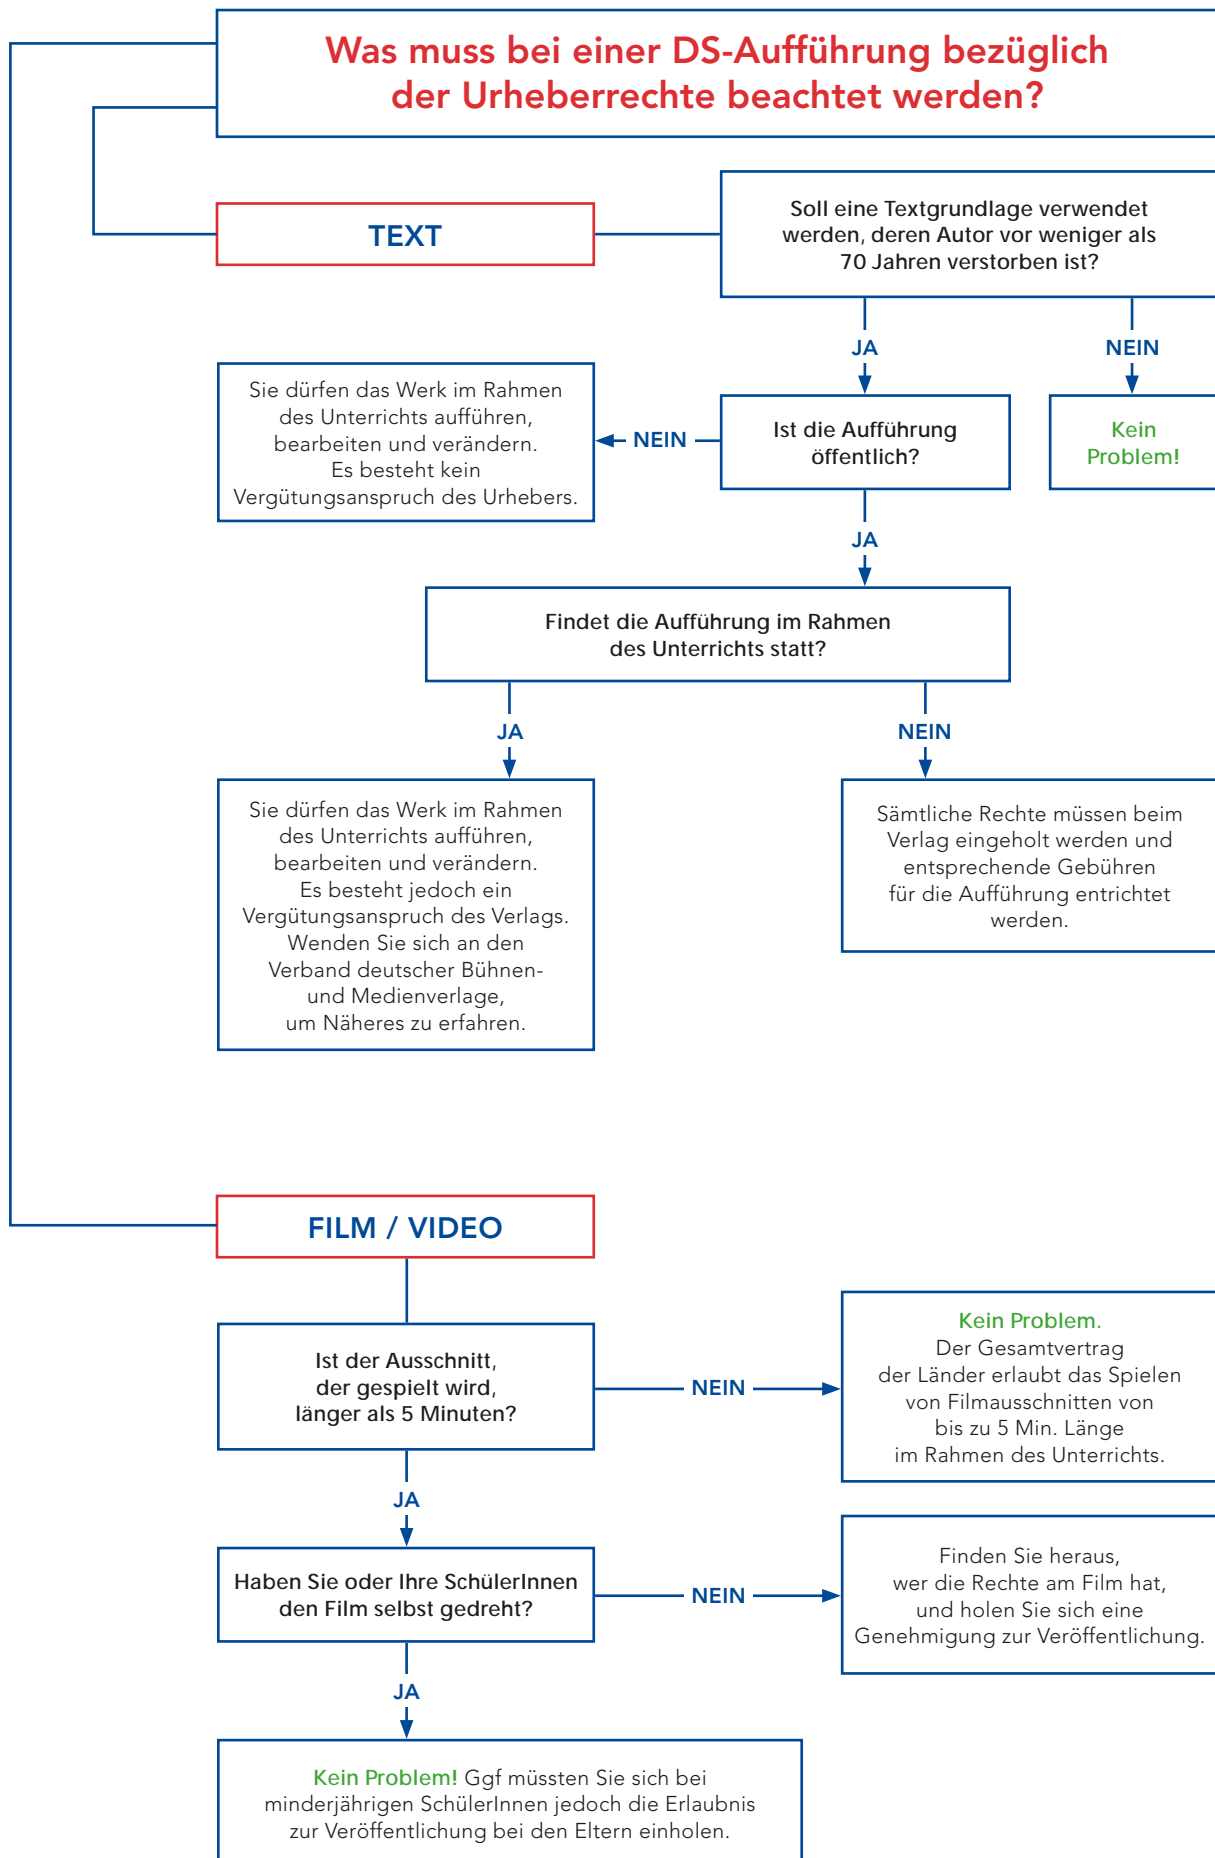 Was muss bei einer DS-Aufführung bezüglich
der Urheberrechte beachtet werden?
TEXT
Soll eine Textgrundlage verwendet
werden, deren Autor vor weniger als
70 Jahren verstorben ist?
JA
NEIN
Sie dürfen das Werk im Rahmen
des Unterrichts aufführen,
bearbeiten und verändern.
Es besteht kein
Vergütungsanspruch des Urhebers.
NEIN
Ist die Aufführung
öffentlich?
Kein
Problem!
JA
Findet die Aufführung im Rahmen
des Unterrichts statt?
JA
NEIN
Sie dürfen das Werk im Rahmen
des Unterrichts aufführen,
bearbeiten und verändern.
Es besteht jedoch ein
Vergütungsanspruch des Verlags.
Wenden Sie sich an den
Verband deutscher Bühnen-
und Medienverlage,
um Näheres zu erfahren.
Sämtliche Rechte müssen beim
Verlag eingeholt werden und
entsprechende Gebühren
für die Aufführung entrichtet
werden.
FILM / VIDEO
Ist der Ausschnitt,
der gespielt wird,
länger als 5 Minuten?
NEIN
Kein Problem.
Der Gesamtvertrag
der Länder erlaubt das Spielen
von Filmausschnitten von
bis zu 5 Min. Länge
im Rahmen des Unterrichts.
JA
Haben Sie oder Ihre SchülerInnen
den Film selbst gedreht?
NEIN
Finden Sie heraus,
wer die Rechte am Film hat,
und holen Sie sich eine
Genehmigung zur Veröffentlichung.
JA
Kein Problem! Ggf müssten Sie sich bei
minderjährigen SchülerInnen jedoch die Erlaubnis
zur Veröffentlichung bei den Eltern einholen.